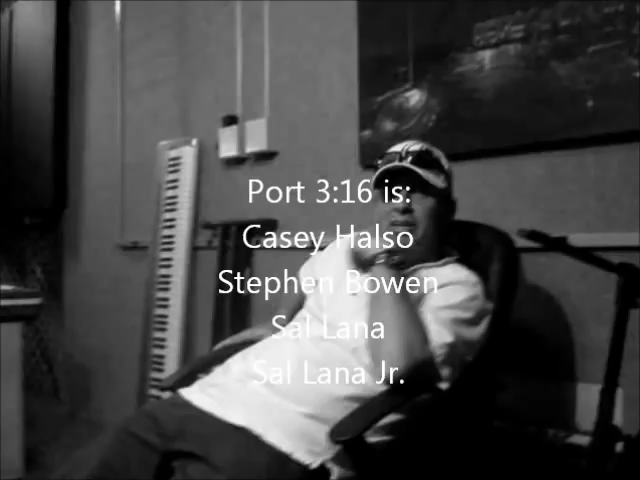 Port 3:16 is:
Casey Halso
Stephen Bowen
Sal Lana
Sal Lana Jr.